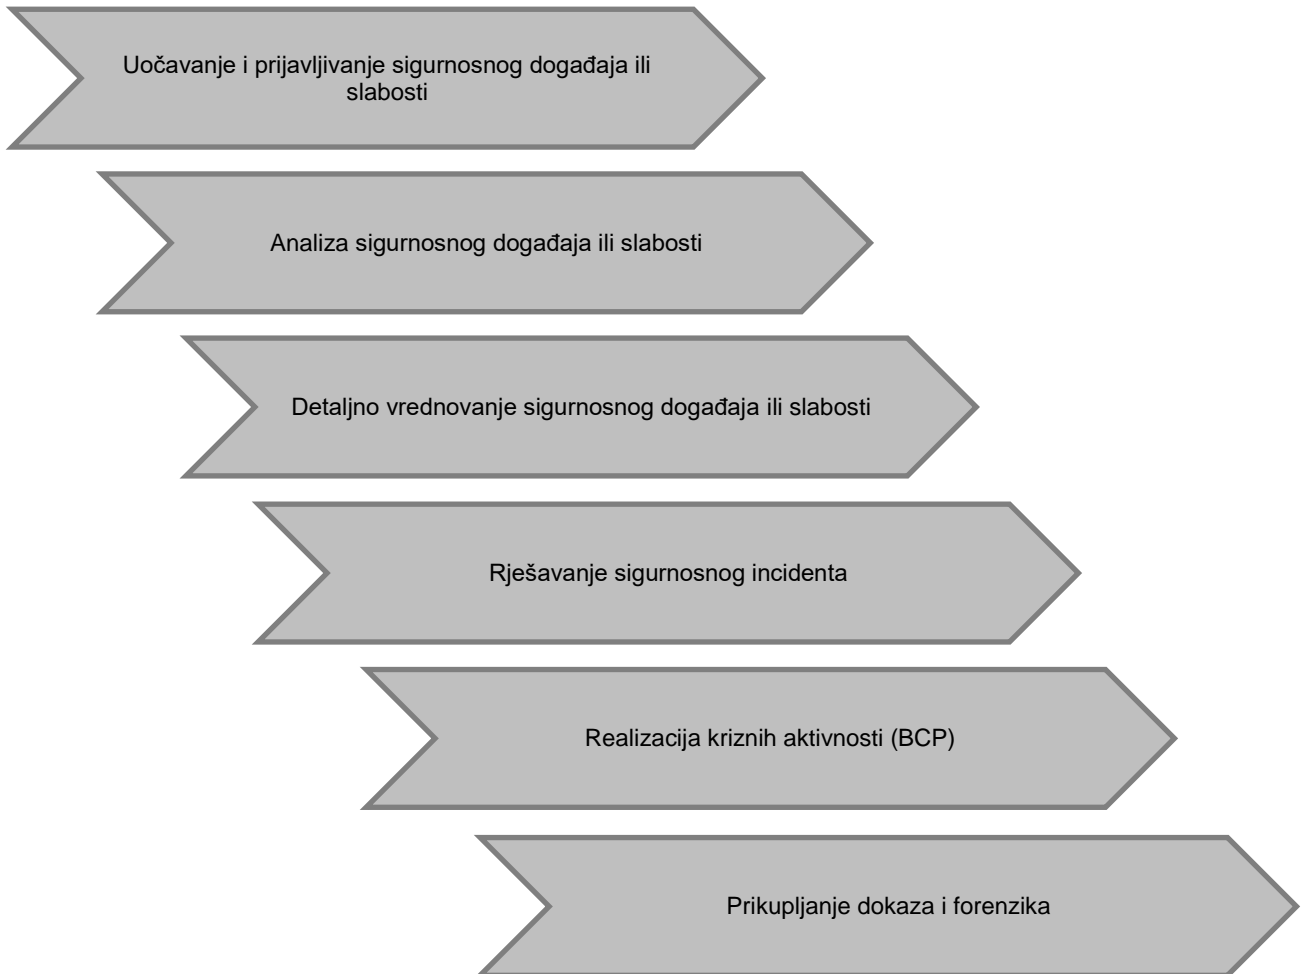 Uočavanje i prijavljivanje sigurnosnog događaja ili
slabosti
Analiza sigurnosnog događaja ili slabosti
Detaljno vrednovanje sigurnosnog događaja ili slabosti
Rješavanje sigurnosnog incidenta
Realizacija kriznih aktivnosti (BCP)
Prikupljanje dokaza i forenzika